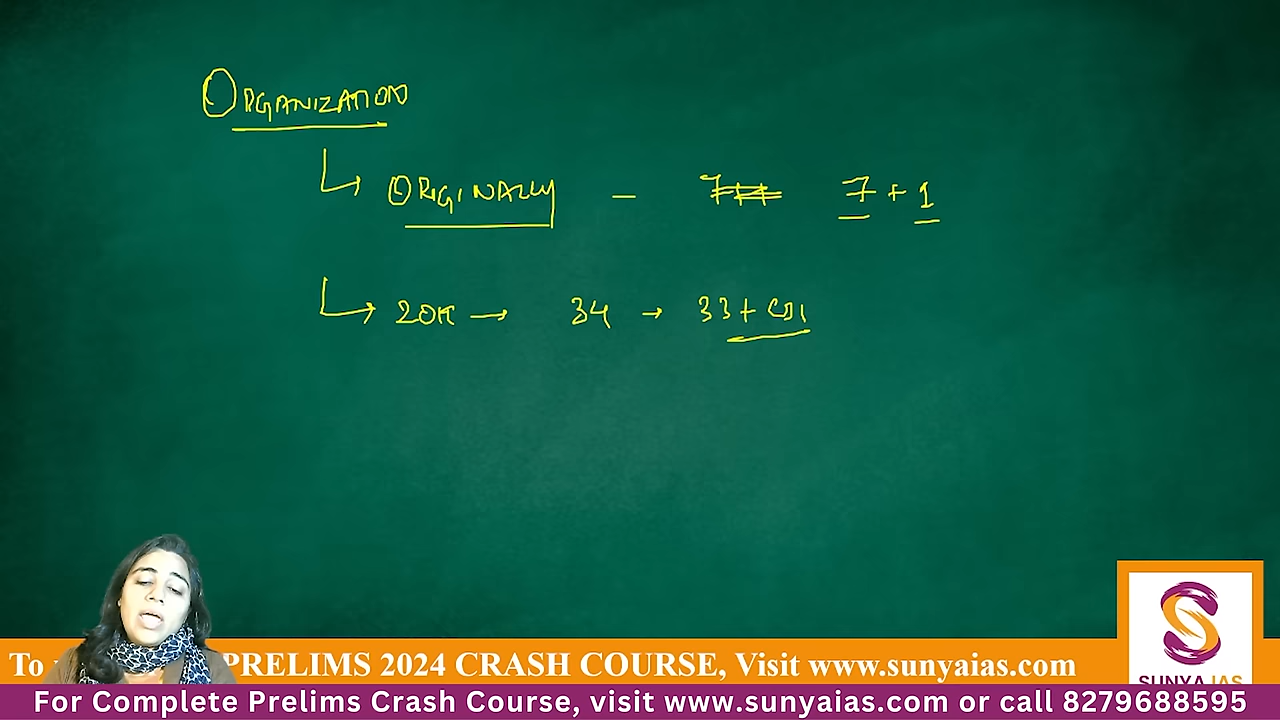 ORGANIZATION
ORIGINALLY - 7 + 1
→ 34 → 33 + CJI
To PRELIMS 2024 CRASH COURSE, Visit www.sunyaias.com
SUNYA IAS
For Complete Prelims Crash Course, visit www.sunyaias.com or call 8279688595